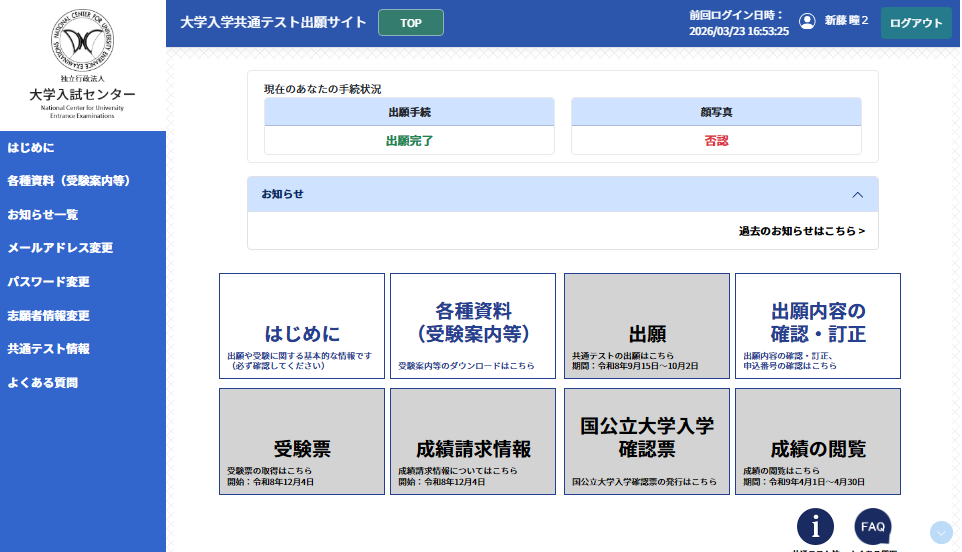 大学入学共通テスト出願サイト
TOP
前回ログイン日時：
2026/03/23 16:53:25
新藤 瞳２
ログアウト
NATIONAL CENTER FOR UNIVERSITY ENTRANCE EXAMINATIONS
独立行政法人
大学入試センター
National Center for University
Entrance Examinations
はじめに
各種資料（受験案内等）
お知らせ一覧
メールアドレス変更
パスワード変更
志願者情報変更
共通テスト情報
よくある質問
現在のあなたの手続状況
出願手続
顔写真
出願完了
否認
お知らせ
過去のお知らせはこちら >
はじめに
出願や受験に関する基本的な情報です
（必ず確認してください）
各種資料
（受験案内等）
受験案内等のダウンロードはこちら
出願
共通テストの出願はこちら
期間：令和8年9月15日～10月2日
出願内容の
確認・訂正
出願内容の確認・訂正、
申込番号の確認はこちら
受験票
受験票の取得はこちら
開始：令和8年12月4日
成績請求情報
成績請求情報についてはこちら
開始：令和8年12月4日
国公立大学入学
確認票
国公立大学入学確認票の発行はこちら
成績の閲覧
成績の閲覧はこちら
期間：令和9年4月1日～4月30日
i
FAQ